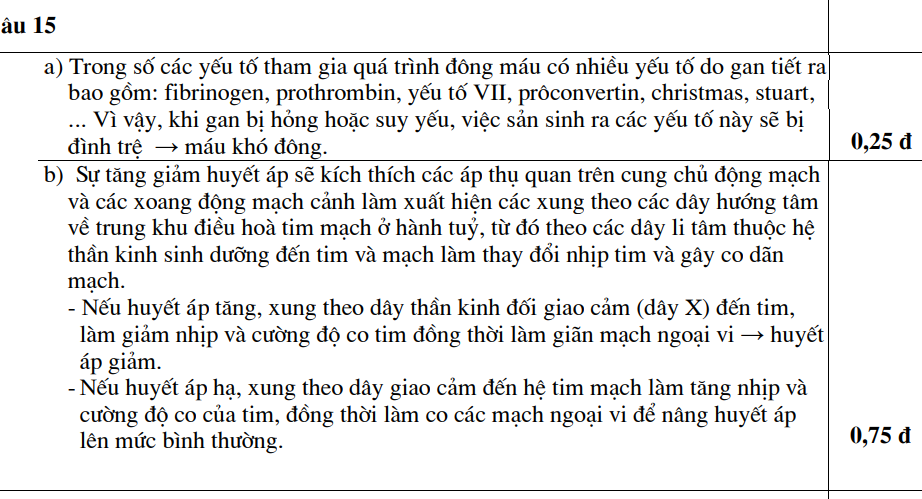 âu 15
a) Trong số các yếu tố tham gia quá trình đông máu có nhiều yếu tố do gan tiết ra
bao gồm: fibrinogen, prothrombin, yếu tố VII, prôconvertin, christmas, stuart,
... Vì vậy, khi gan bị hỏng hoặc suy yếu, việc sản sinh ra các yếu tố này sẽ bị
đình trệ → máu khó đông.
0,25 đ
b) Sự tăng giảm huyết áp sẽ kích thích các áp thụ quan trên cung chủ động mạch
và các xoang động mạch cảnh làm xuất hiện các xung theo các dây hướng tâm
về trung khu điều hoà tim mạch ở hành tuỷ, từ đó theo các dây li tâm thuộc hệ
thần kinh sinh dưỡng đến tim và mạch làm thay đổi nhịp tim và gây co dãn
mạch.
- Nếu huyết áp tăng, xung theo dây thần kinh đối giao cảm (dây X) đến tim,
làm giảm nhịp và cường độ co tim đồng thời làm giãn mạch ngoại vi → huyết
áp giảm.
- Nếu huyết áp hạ, xung theo dây giao cảm đến hệ tim mạch làm tăng nhịp và
cường độ co của tim, đồng thời làm co các mạch ngoại vi để nâng huyết áp
lên mức bình thường.
0,75 đ